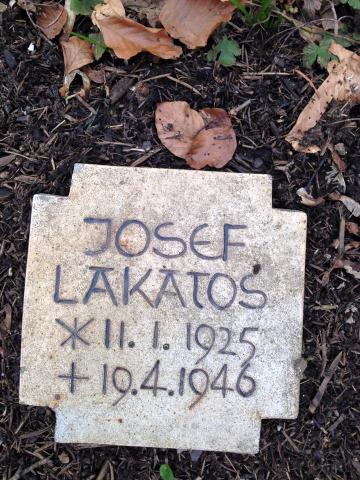 JOSEF
LAKATOS
* 11. 1. 1925
+ 19.4.1946